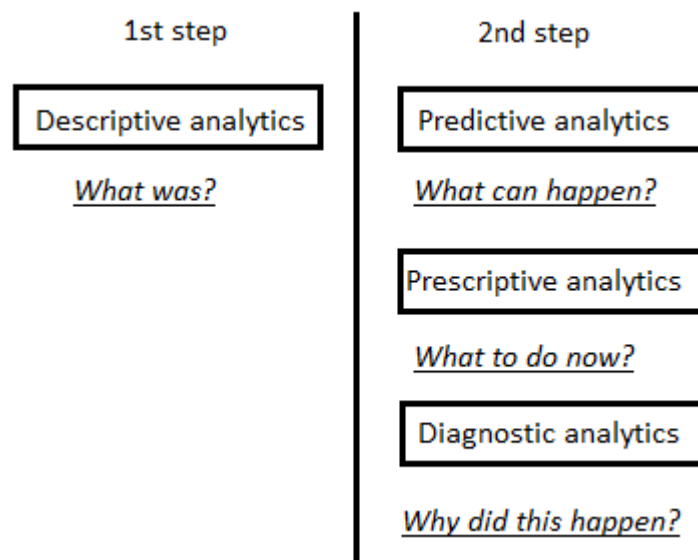 1st step
Descriptive analytics
What was?
2nd step
Predictive analytics
What can happen?
Prescriptive analytics
What to do now?
Diagnostic analytics
Why did this happen?